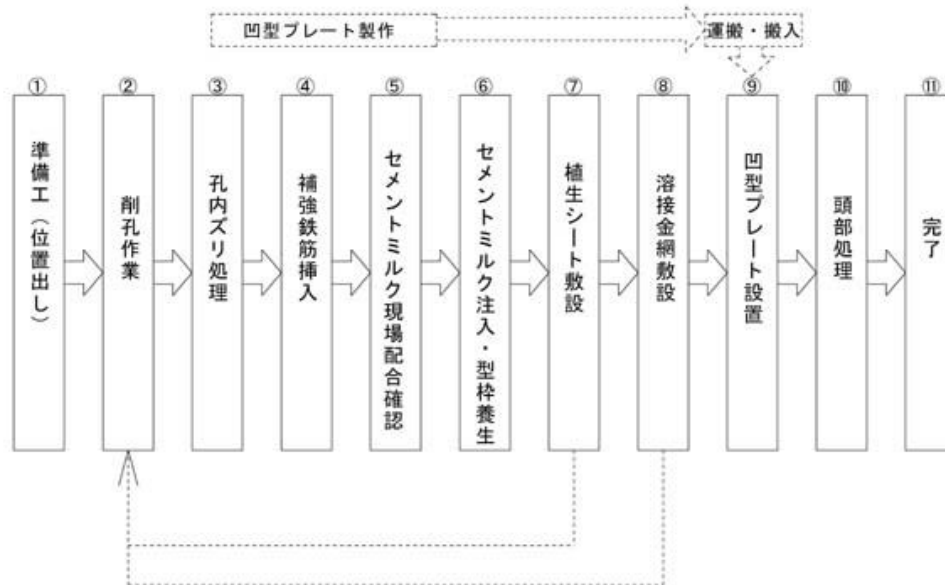 凹型プレート製作
運搬・搬入
①
準備工（位置出し）
②
削孔作業
③
孔内ズリ処理
④
補強鉄筋挿入
⑤
セメントミルク現場配合確認
⑥
セメントミルク注入・型枠養生
⑦
植生シート敷設
⑧
溶接金網敷設
⑨
凹型プレート設置
⑩
頭部処理
⑪
完了